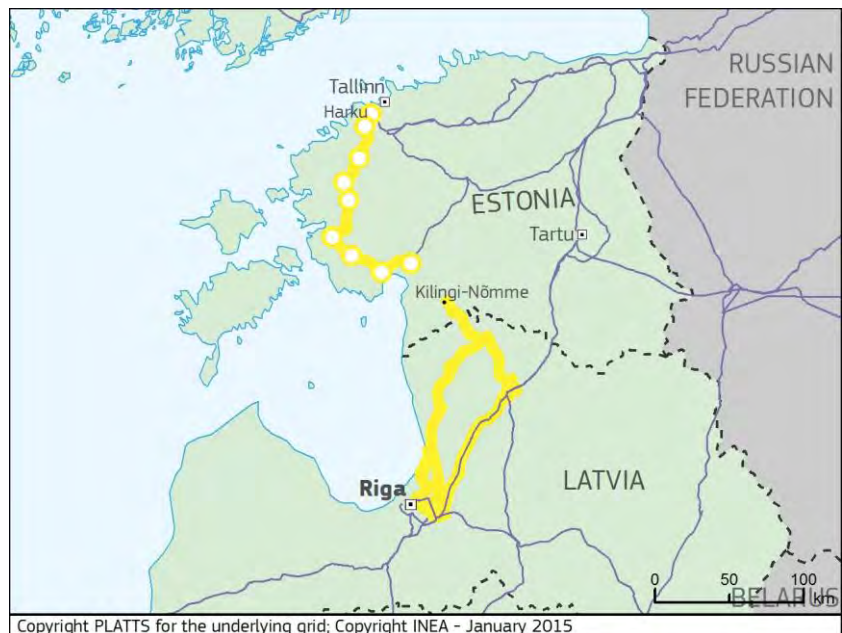 RUSSIAN
FEDERATION
Tallinn
Harku
ESTONIA
Tartu
Kilingi-Nõmme
LATVIA
Riga
0 50 100
km
BELARUS
Copyright PLATTS for the underlying grid; Copyright INEA - January 2015